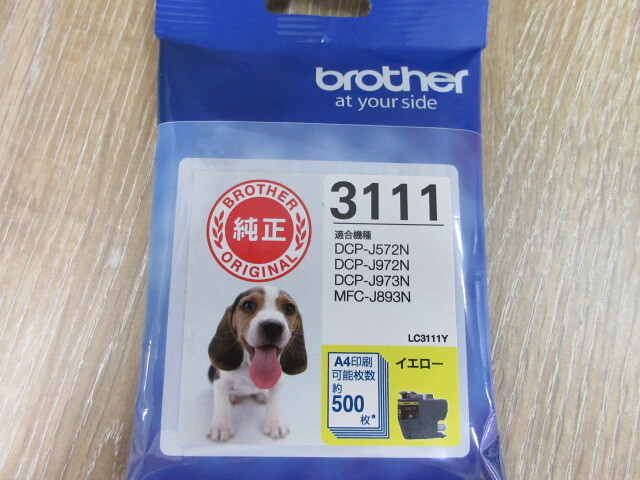 brother
at your side
BROTHER
純正
ORIGINAL
3111
適合機種
DCP-J572N
DCP-J972N
DCP-J973N
MFC-J893N
LC3111Y
A4印刷
可能枚数
約
500
枚*
イエロー